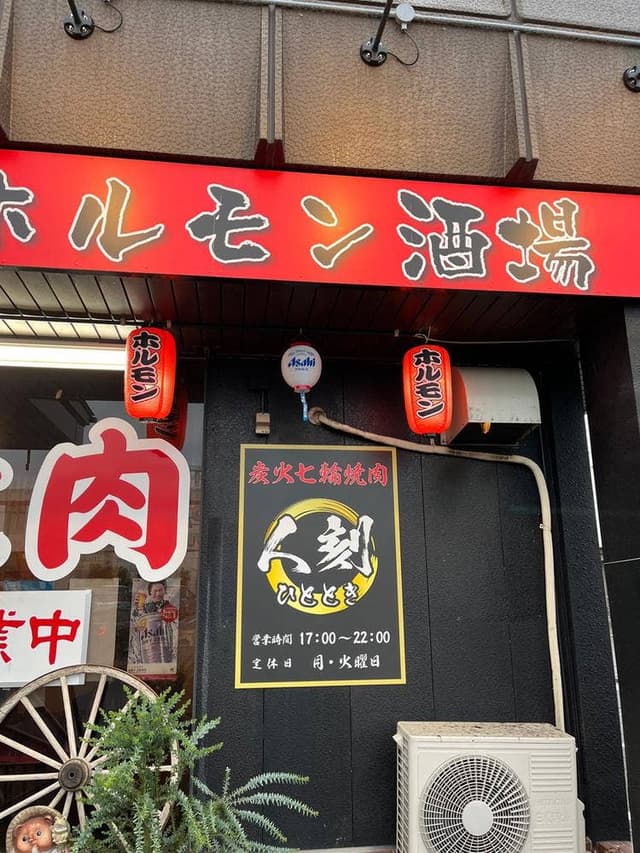 ホルモン酒場
ホルモン
Asahi
ホルモン
炭火七輪焼肉
人刻
ひととき
営業時間 17:00～22:00
定休日 月・火曜日
肉
業中
Asahi